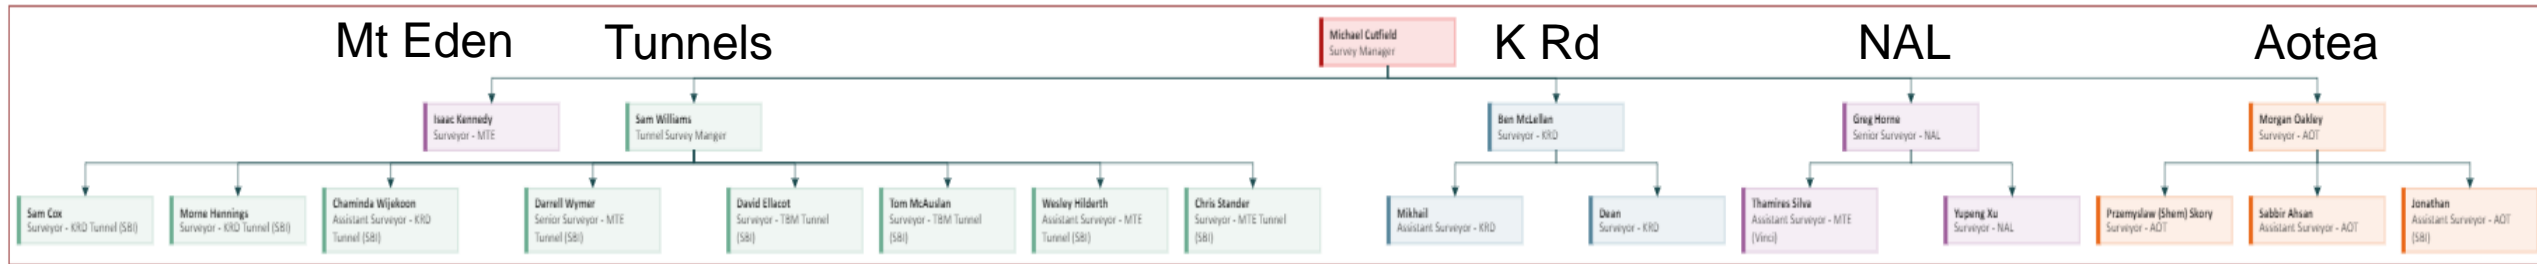 Mt Eden
Tunnels
K Rd
NAL
Aotea
Michael Cutfield
Survey Manager
Isaac Kennedy
Surveyor - MTE
Sam Williams
Tunnel Survey Manger
Ben McLellan
Surveyor - KRD
Greg Horne
Senior Surveyor - NAL
Morgan Oakley
Surveyor - AOT
Sam Cox
Surveyor - KRD Tunnel (SBI)
Morne Hennings
Surveyor - KRD Tunnel (SBI)
Chaminda Wijekoon
Assistant Surveyor - KRD
Tunnel (SBI)
Darrell Wymer
Senior Surveyor - MTE
Tunnel (SBI)
David Ellacot
Surveyor - TBM Tunnel
(SBI)
Tom McAuslan
Surveyor - TBM Tunnel
(SBI)
Wesley Hilderth
Assistant Surveyor - MTE
Tunnel (SBI)
Chris Stander
Surveyor - MTE Tunnel
(SBI)
Mikhail
Assistant Surveyor - KRD
Dean
Surveyor - KRD
Thamires Silva
Assistant Surveyor - MTE
(Vinci)
Yupeng Xu
Surveyor - NAL
Przemyslaw (Shem) Skory
Surveyor - AOT
Sabbir Ahsan
Assistant Surveyor - AOT
Jonathan
Assistant Surveyor - AOT
(SBI)